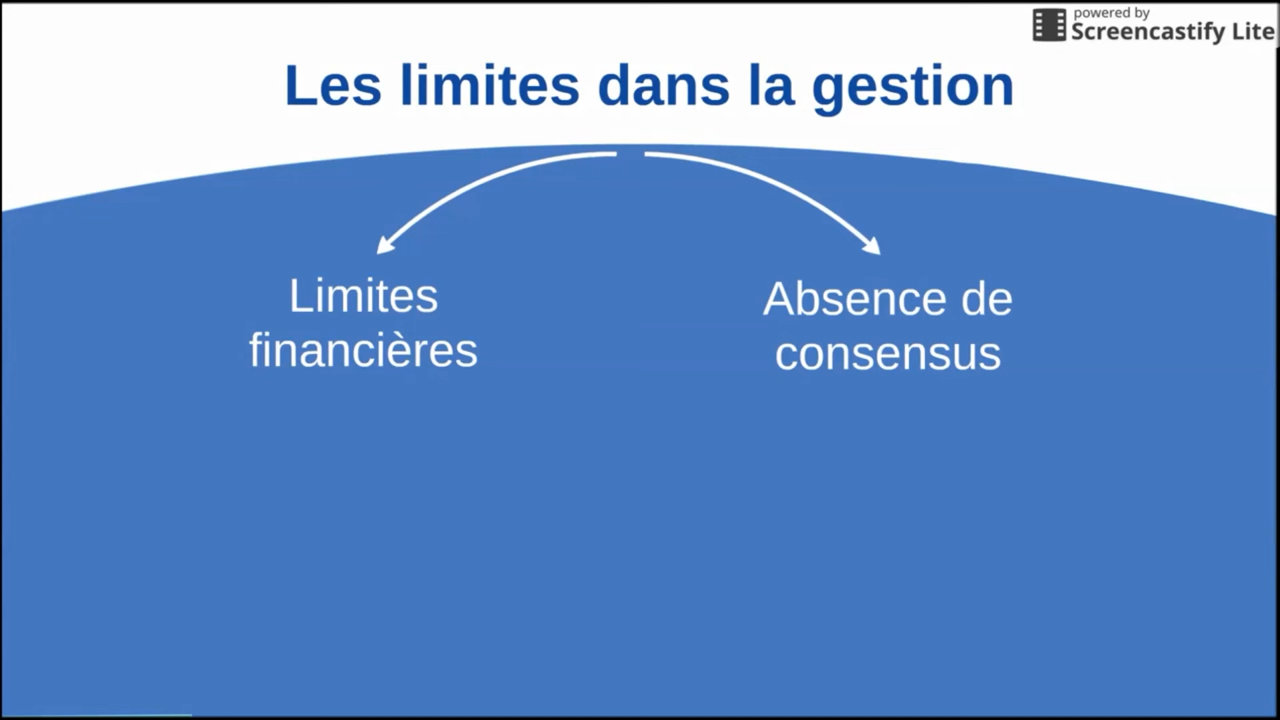 powered by
Screencastify Lite
Les limites dans la gestion
Limites
financières
Absence de
consensus